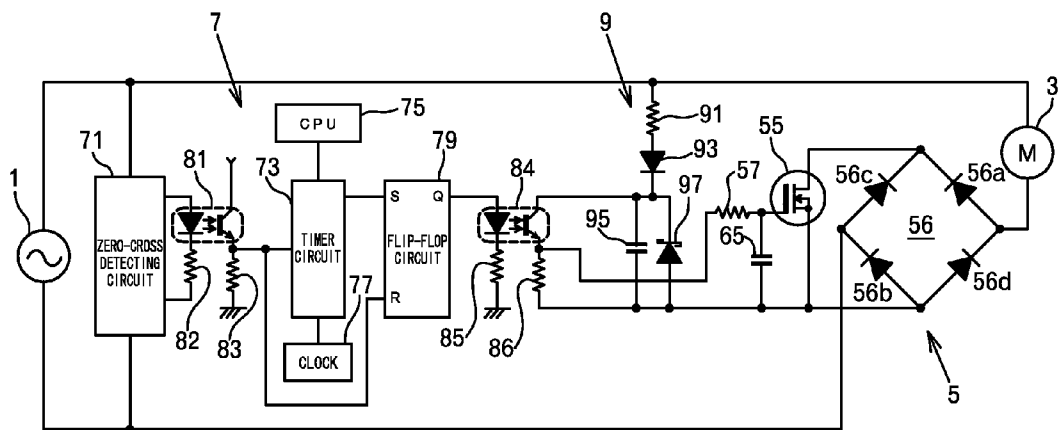 7
9
3
1
71
81
75
73
79
84
91
93
55
97
57
56c
56a
M
CPU
S
Q
ZERO-CROSS
DETECTING
CIRCUIT
TIMER
CIRCUIT
FLIP-FLOP
CIRCUIT
95
65
56
56b
56d
R
82
83
77
CLOCK
85
86
5